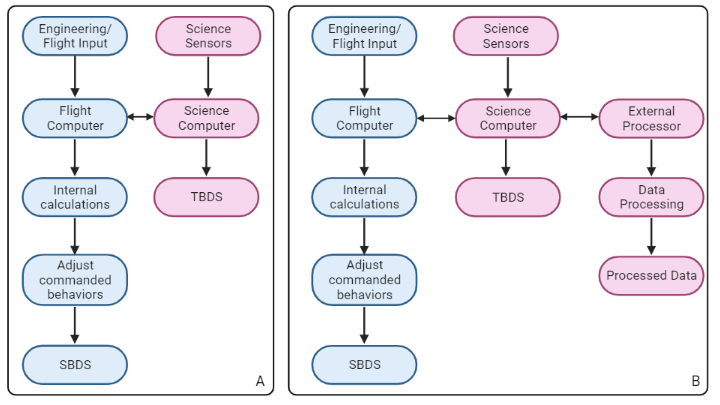 Engineering/
Flight Input
Science
Sensors
Flight
Computer
Science
Computer
Internal
calculations
TBDS
Adjust
commanded
behaviors
SBDS
A
Engineering/
Flight Input
Science
Sensors
Flight
Computer
Science
Computer
External
Processor
Internal
calculations
TBDS
Data
Processing
Adjust
commanded
behaviors
Processed Data
SBDS
B